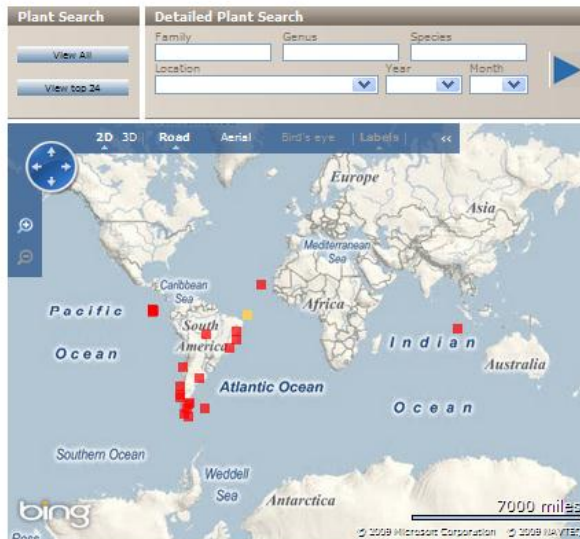 Plant Search
Detailed Plant Search
Family
Genus
Species
View All
Location
Year
Month
View top 24
2D 3D Road Aerial Bird's eye Labels <<
Europe
Asia
Mediterranean
Sea
Caribbean
Sea
Pacific
Ocean
Africa
South
America
Indian
Ocean
Australia
Atlantic Ocean
Southern Ocean
Weddell
Sea
Antarctica
bing
7000 miles
Ross
© 2009 Microsoft Corporation © 2009 NAVTEQ